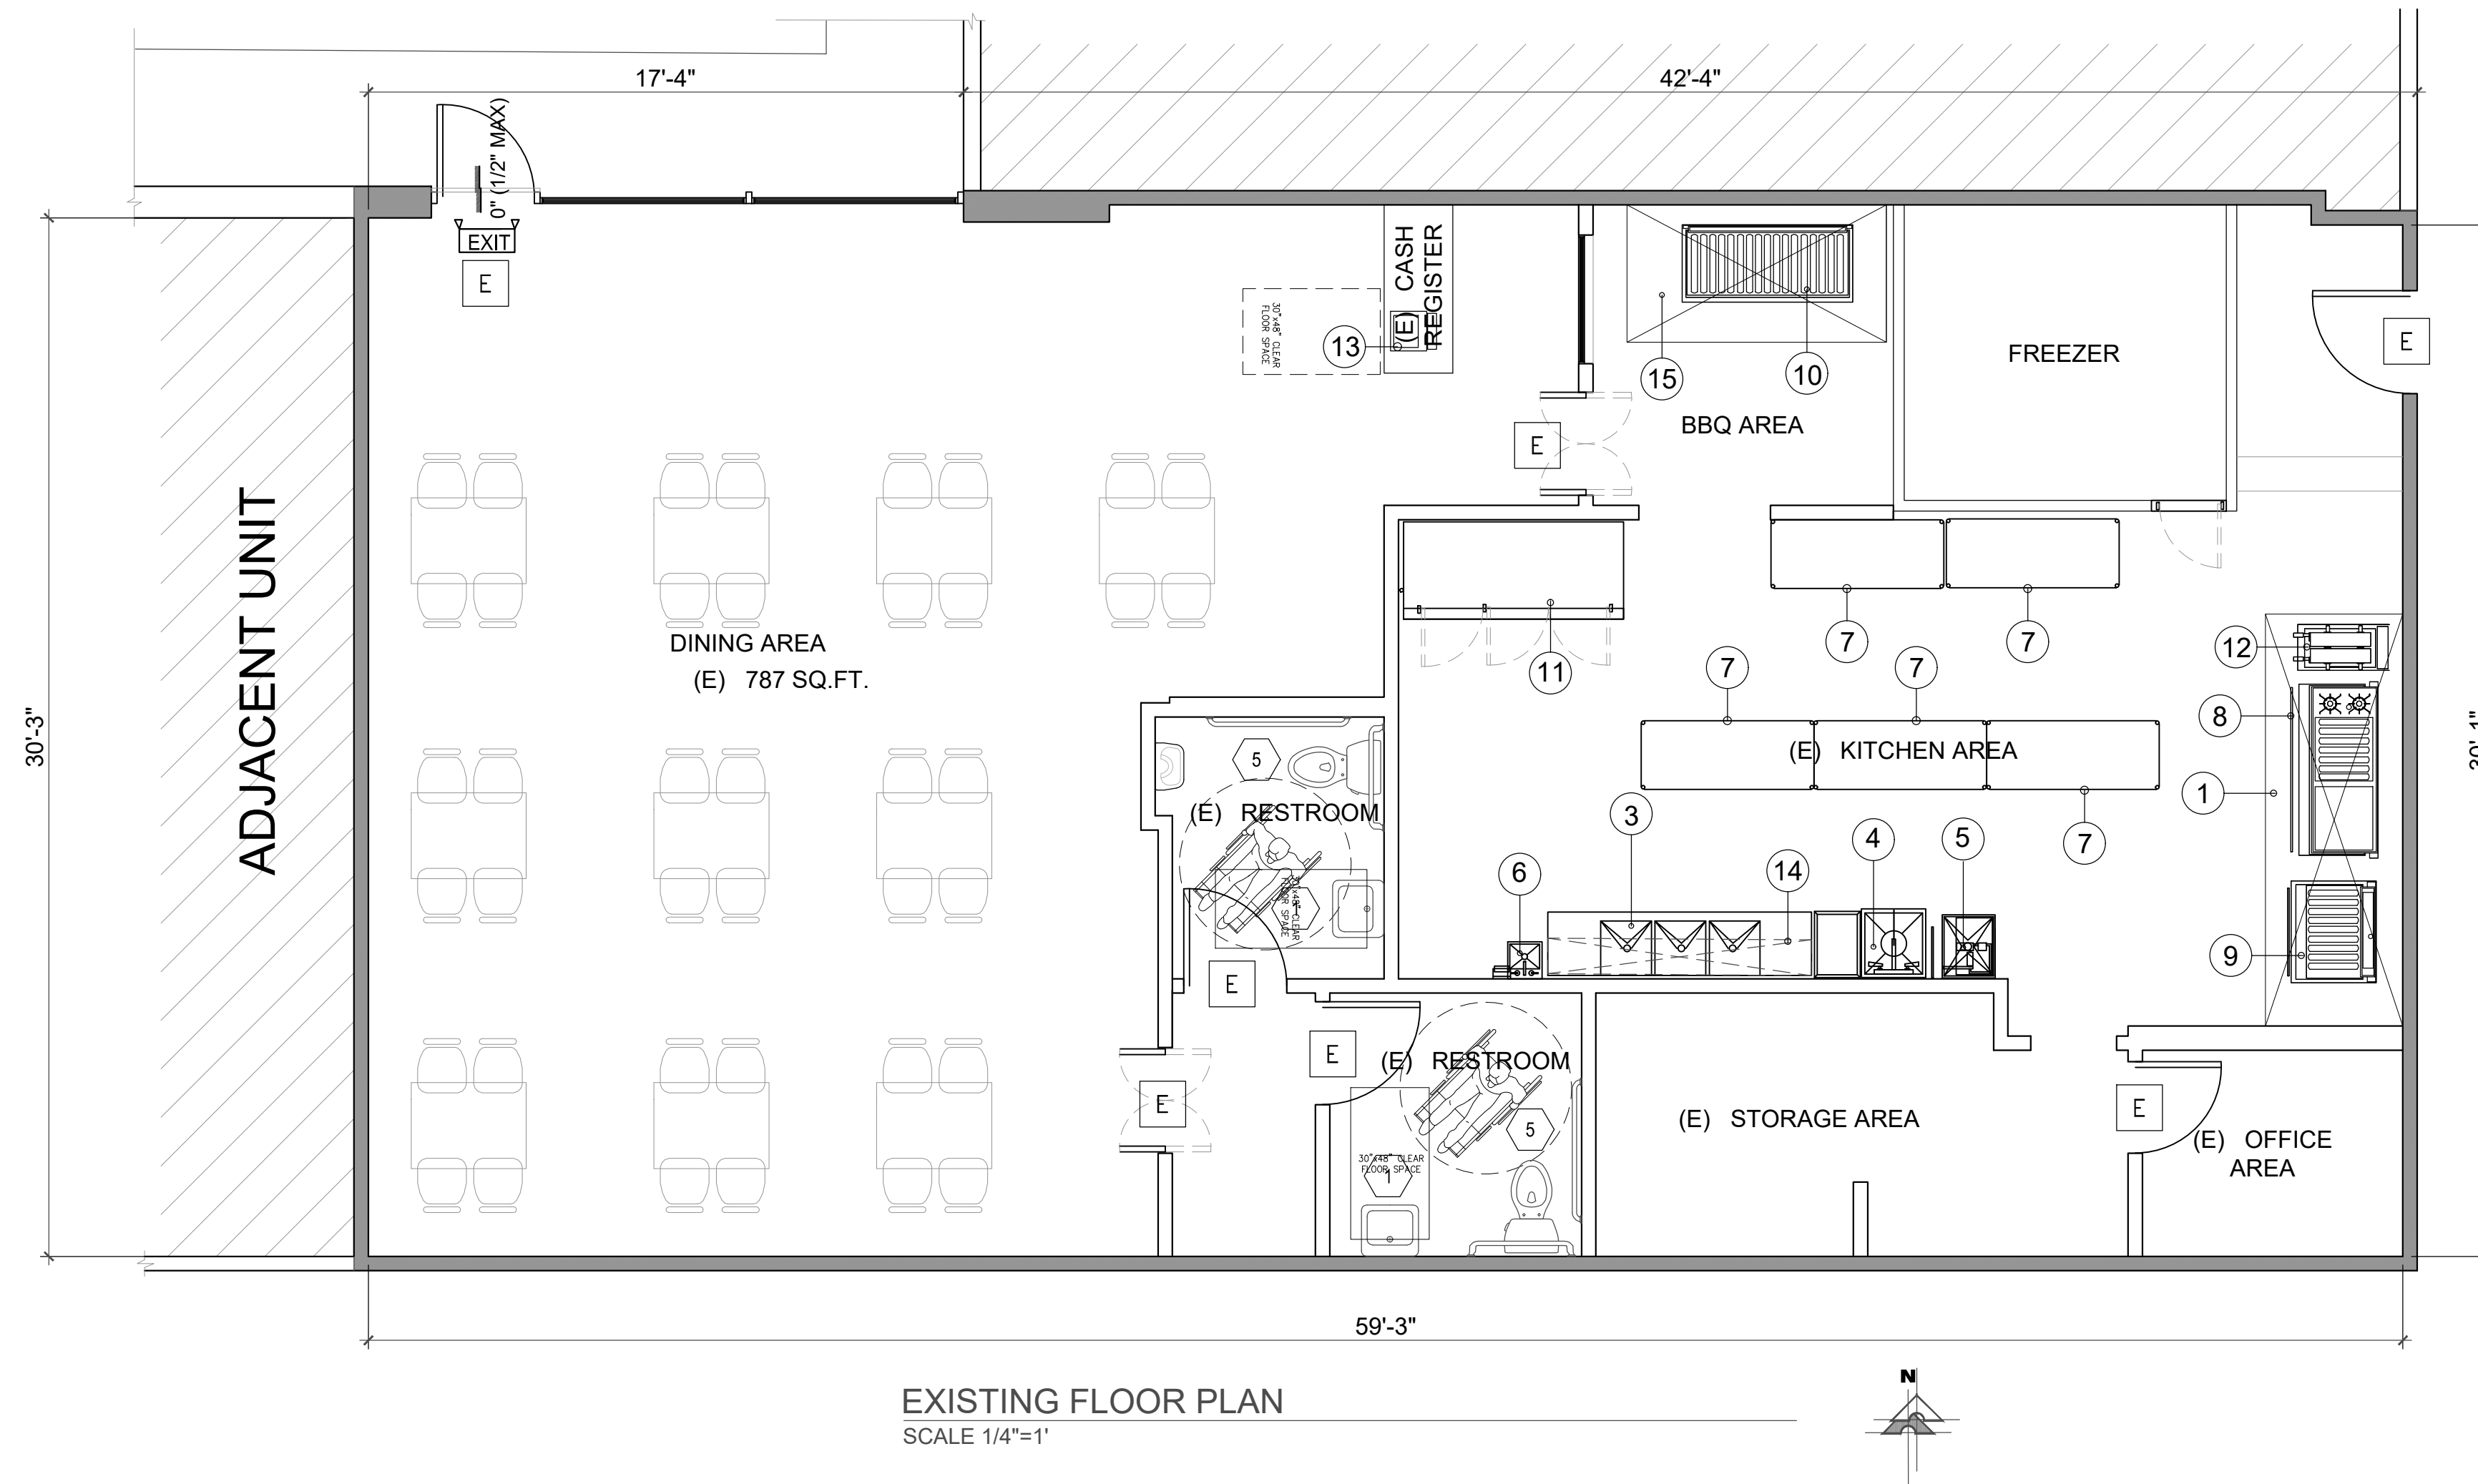 17'-4"
42'-4"
0" (1/2" MAX)
EXIT
E
(E) CASH
REGISTER
30"x48" CLEAR
FLOOR SPACE
13
15
10
FREEZER
E
BBQ AREA
E
ADJACENT UNIT
30'-3"
DINING AREA
(E) 787 SQ.FT.
11
7
7
7
7
12
8
1
9
30'-1"
(E) KITCHEN AREA
7
3
14
4
5
6
5
(E) RESTROOM
30"x48" CLEAR
FLOOR SPACE
1
E
E
(E) RESTROOM
E
5
30"x48" CLEAR
FLOOR SPACE
1
(E) STORAGE AREA
E
(E) OFFICE
AREA
59'-3"
EXISTING FLOOR PLAN
SCALE 1/4"=1'
N